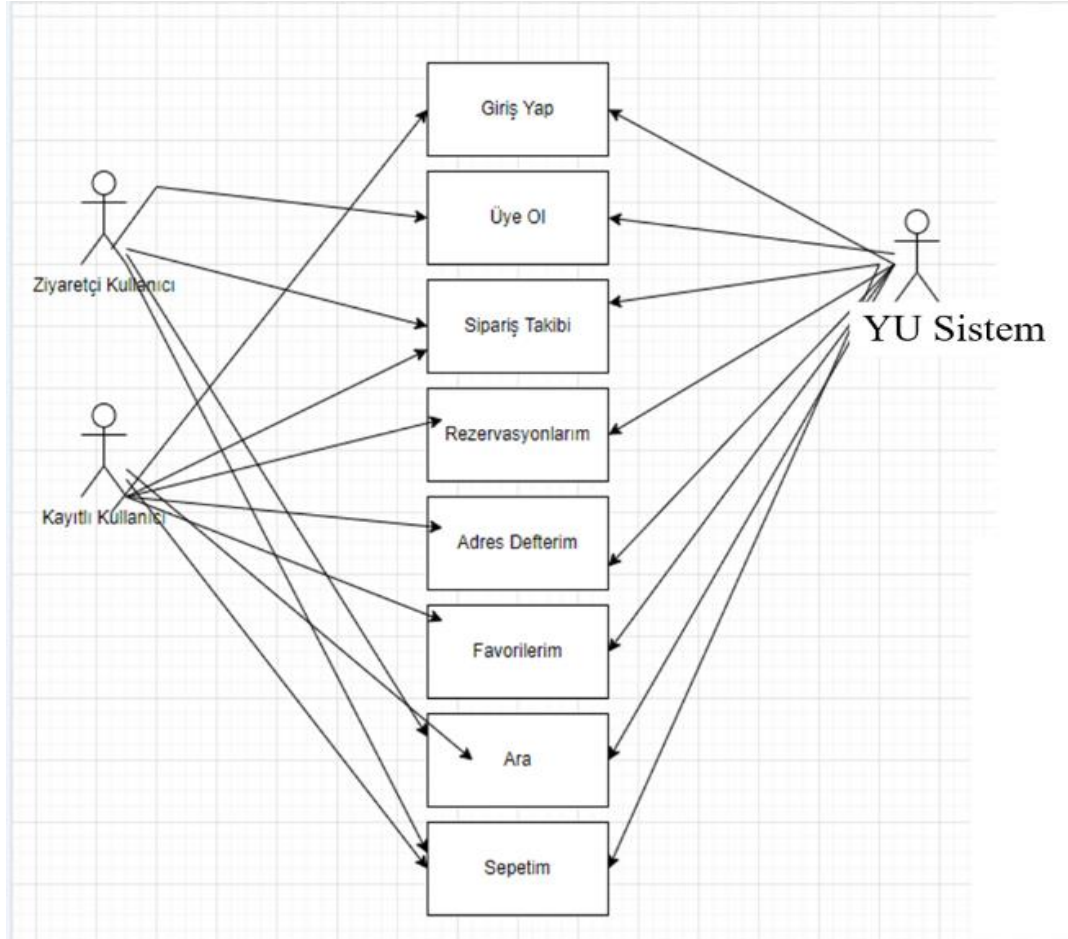 Giriş Yap
Üye Ol
Ziyaretçi Kullanıcı
Sipariş Takibi
YU Sistem
Rezervasyonlarım
Kayıtlı Kullanıcı
Adres Defterim
Favorilerim
Ara
Sepetim